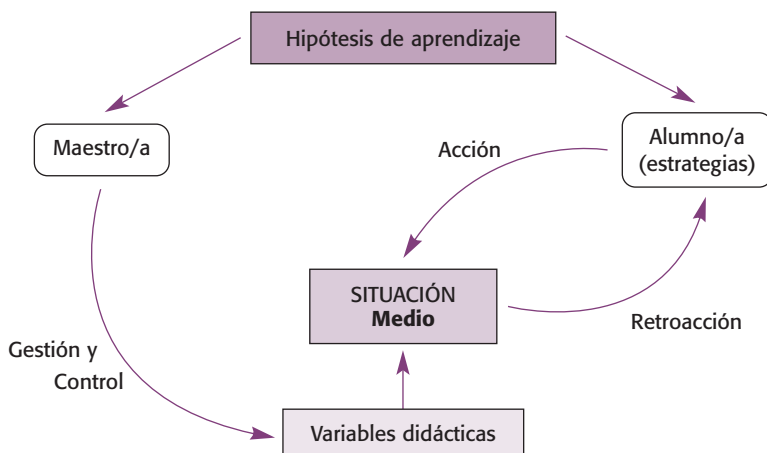 Hipótesis de aprendizaje
Maestro/a
Alumno/a
(estrategias)
Acción
SITUACIÓN
Medio
Retroacción
Gestión y
Control
Variables didácticas